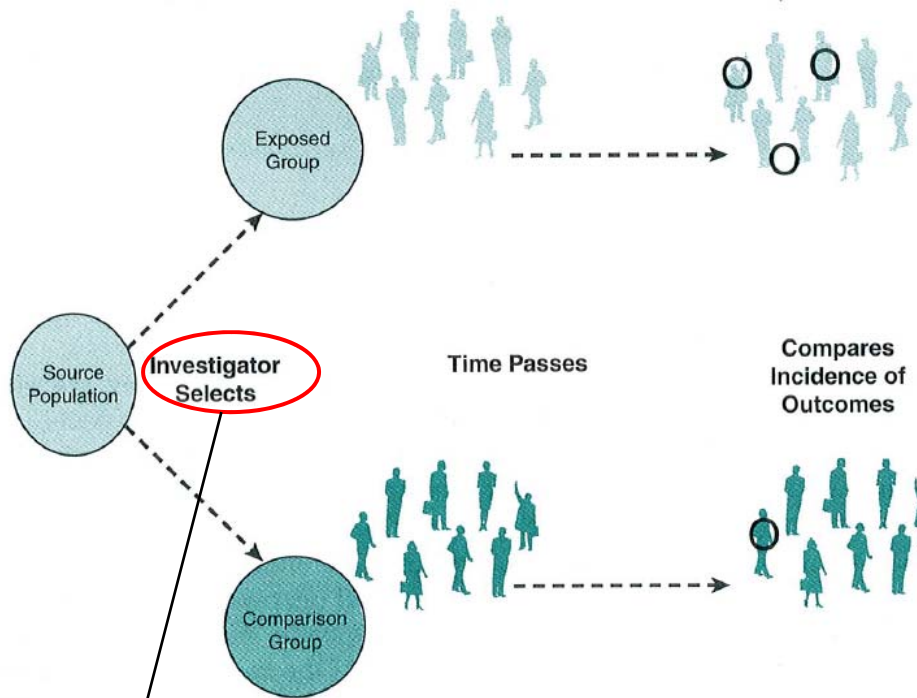 Exposed
Group
Source
Population
Investigator
Selects
Time Passes
Compares
Incidence of
Outcomes
Comparison
Group
O
O
O
O